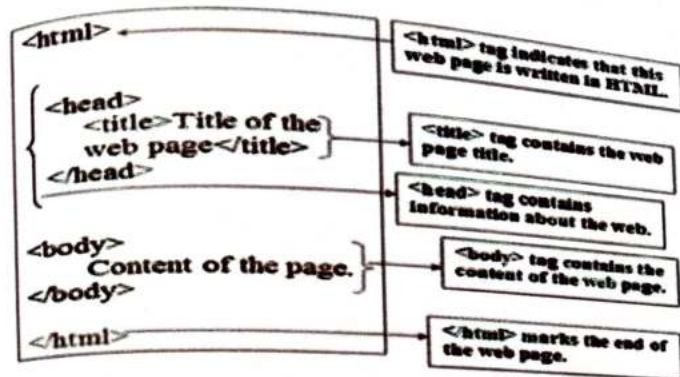 <html>
<html> tag indicates that this
web page is written in HTML.
<head>
<title>Title of the
web page</title>
</head>
<title> tag contains the web
page title.
<head> tag contains
information about the web.
<body>
Content of the page.
</body>
<body> tag contains the
content of the web page.
</html>
</html> marks the end of
the web page.